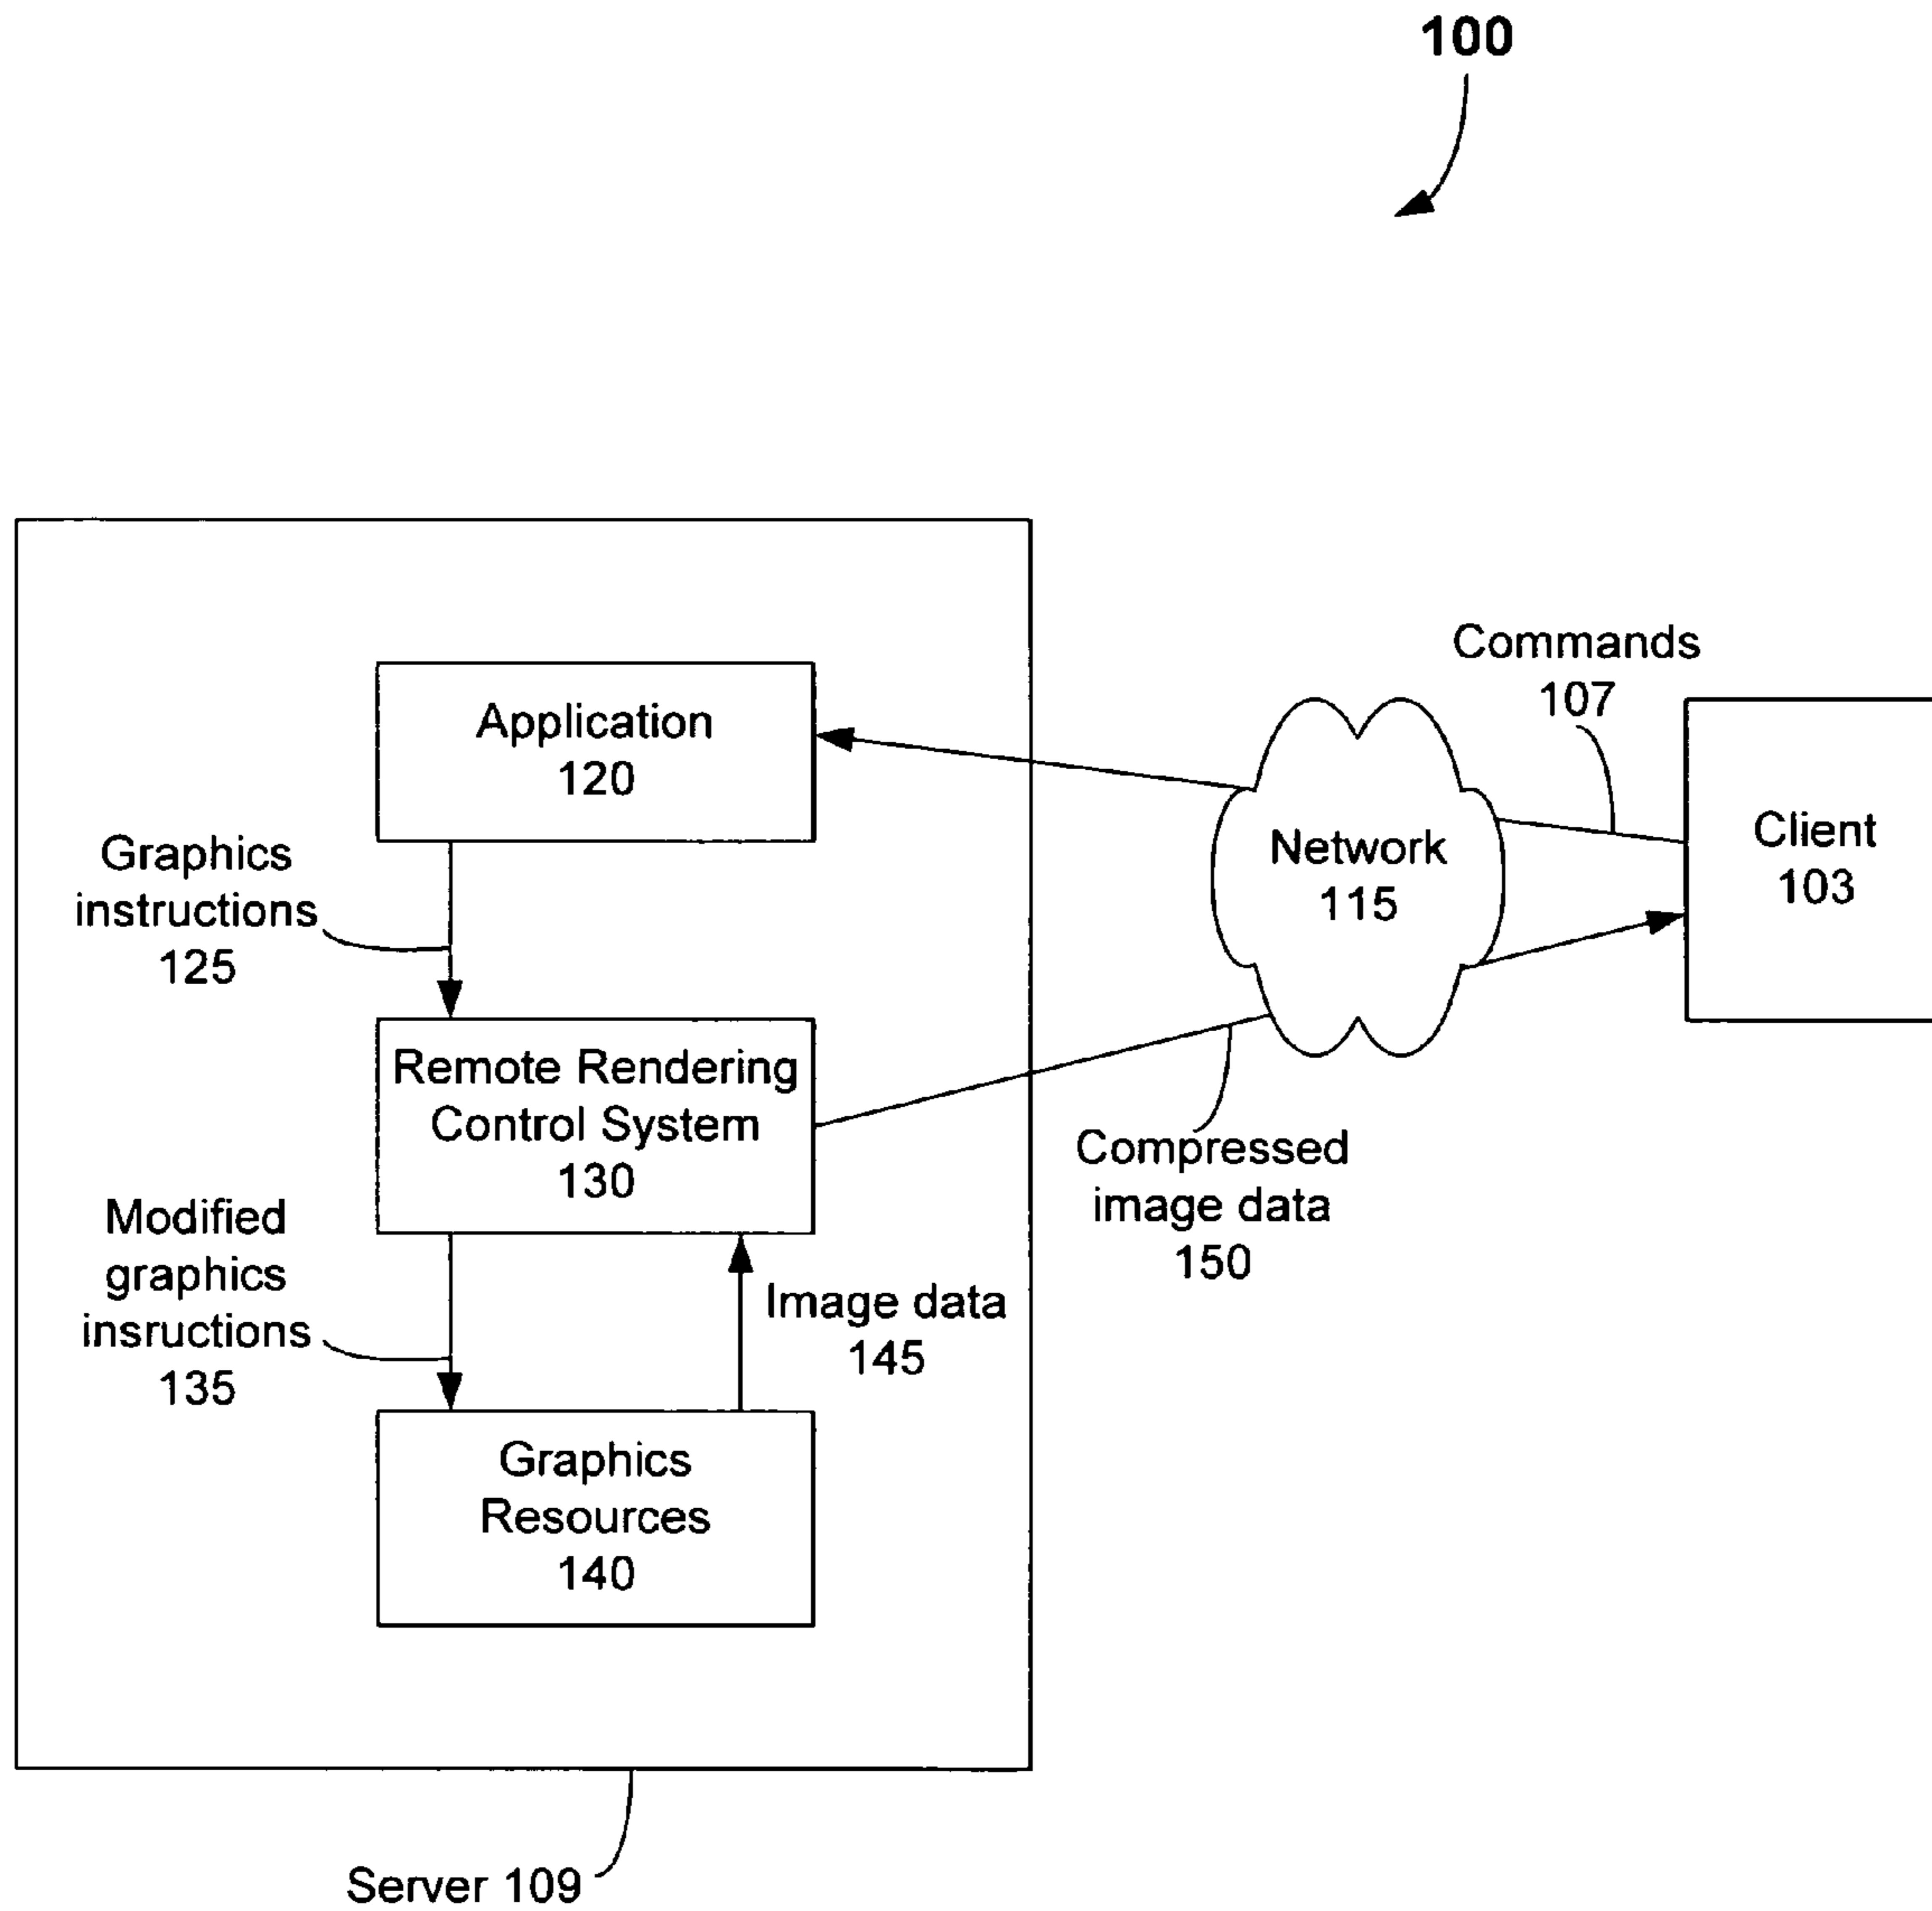 100
Application
120
Graphics
instructions
125
Remote Rendering
Control System
130
Modified
graphics
insructions
135
Image data
145
Graphics
Resources
140
Server 109
Commands
107
Network
115
Client
103
Compressed
image data
150